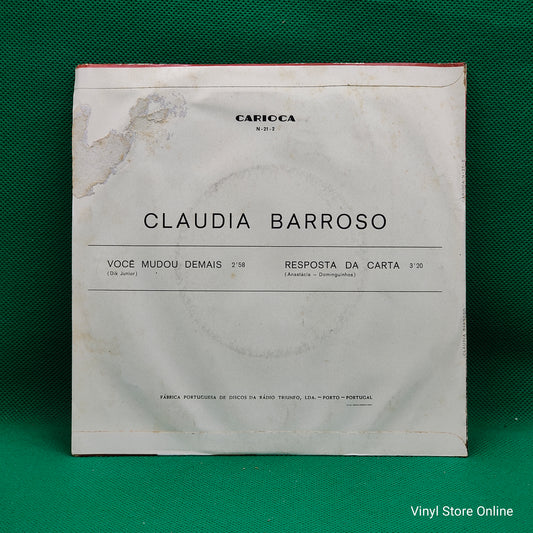 CARIOCA
N-21-2
CLAUDIA BARROSO
VOCÊ MUDOU DEMAIS 2'58
(Dik Junior)
RESPOSTA DA CARTA 3'20
(Anastácia - Dominguinhos)
FÁBRICA PORTUGUESA DE DISCOS DA RÁDIO TRIUNFO, LDA. - PORTO - PORTUGAL
Vinyl Store Online